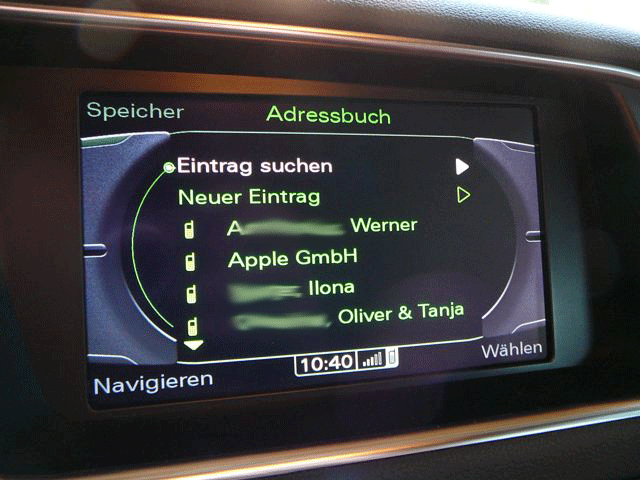 Speicher
Adressbuch
Eintrag suchen
Neuer Eintrag
Werner
Apple GmbH
Ilona
Oliver & Tanja
10:40
Wählen
Navigieren